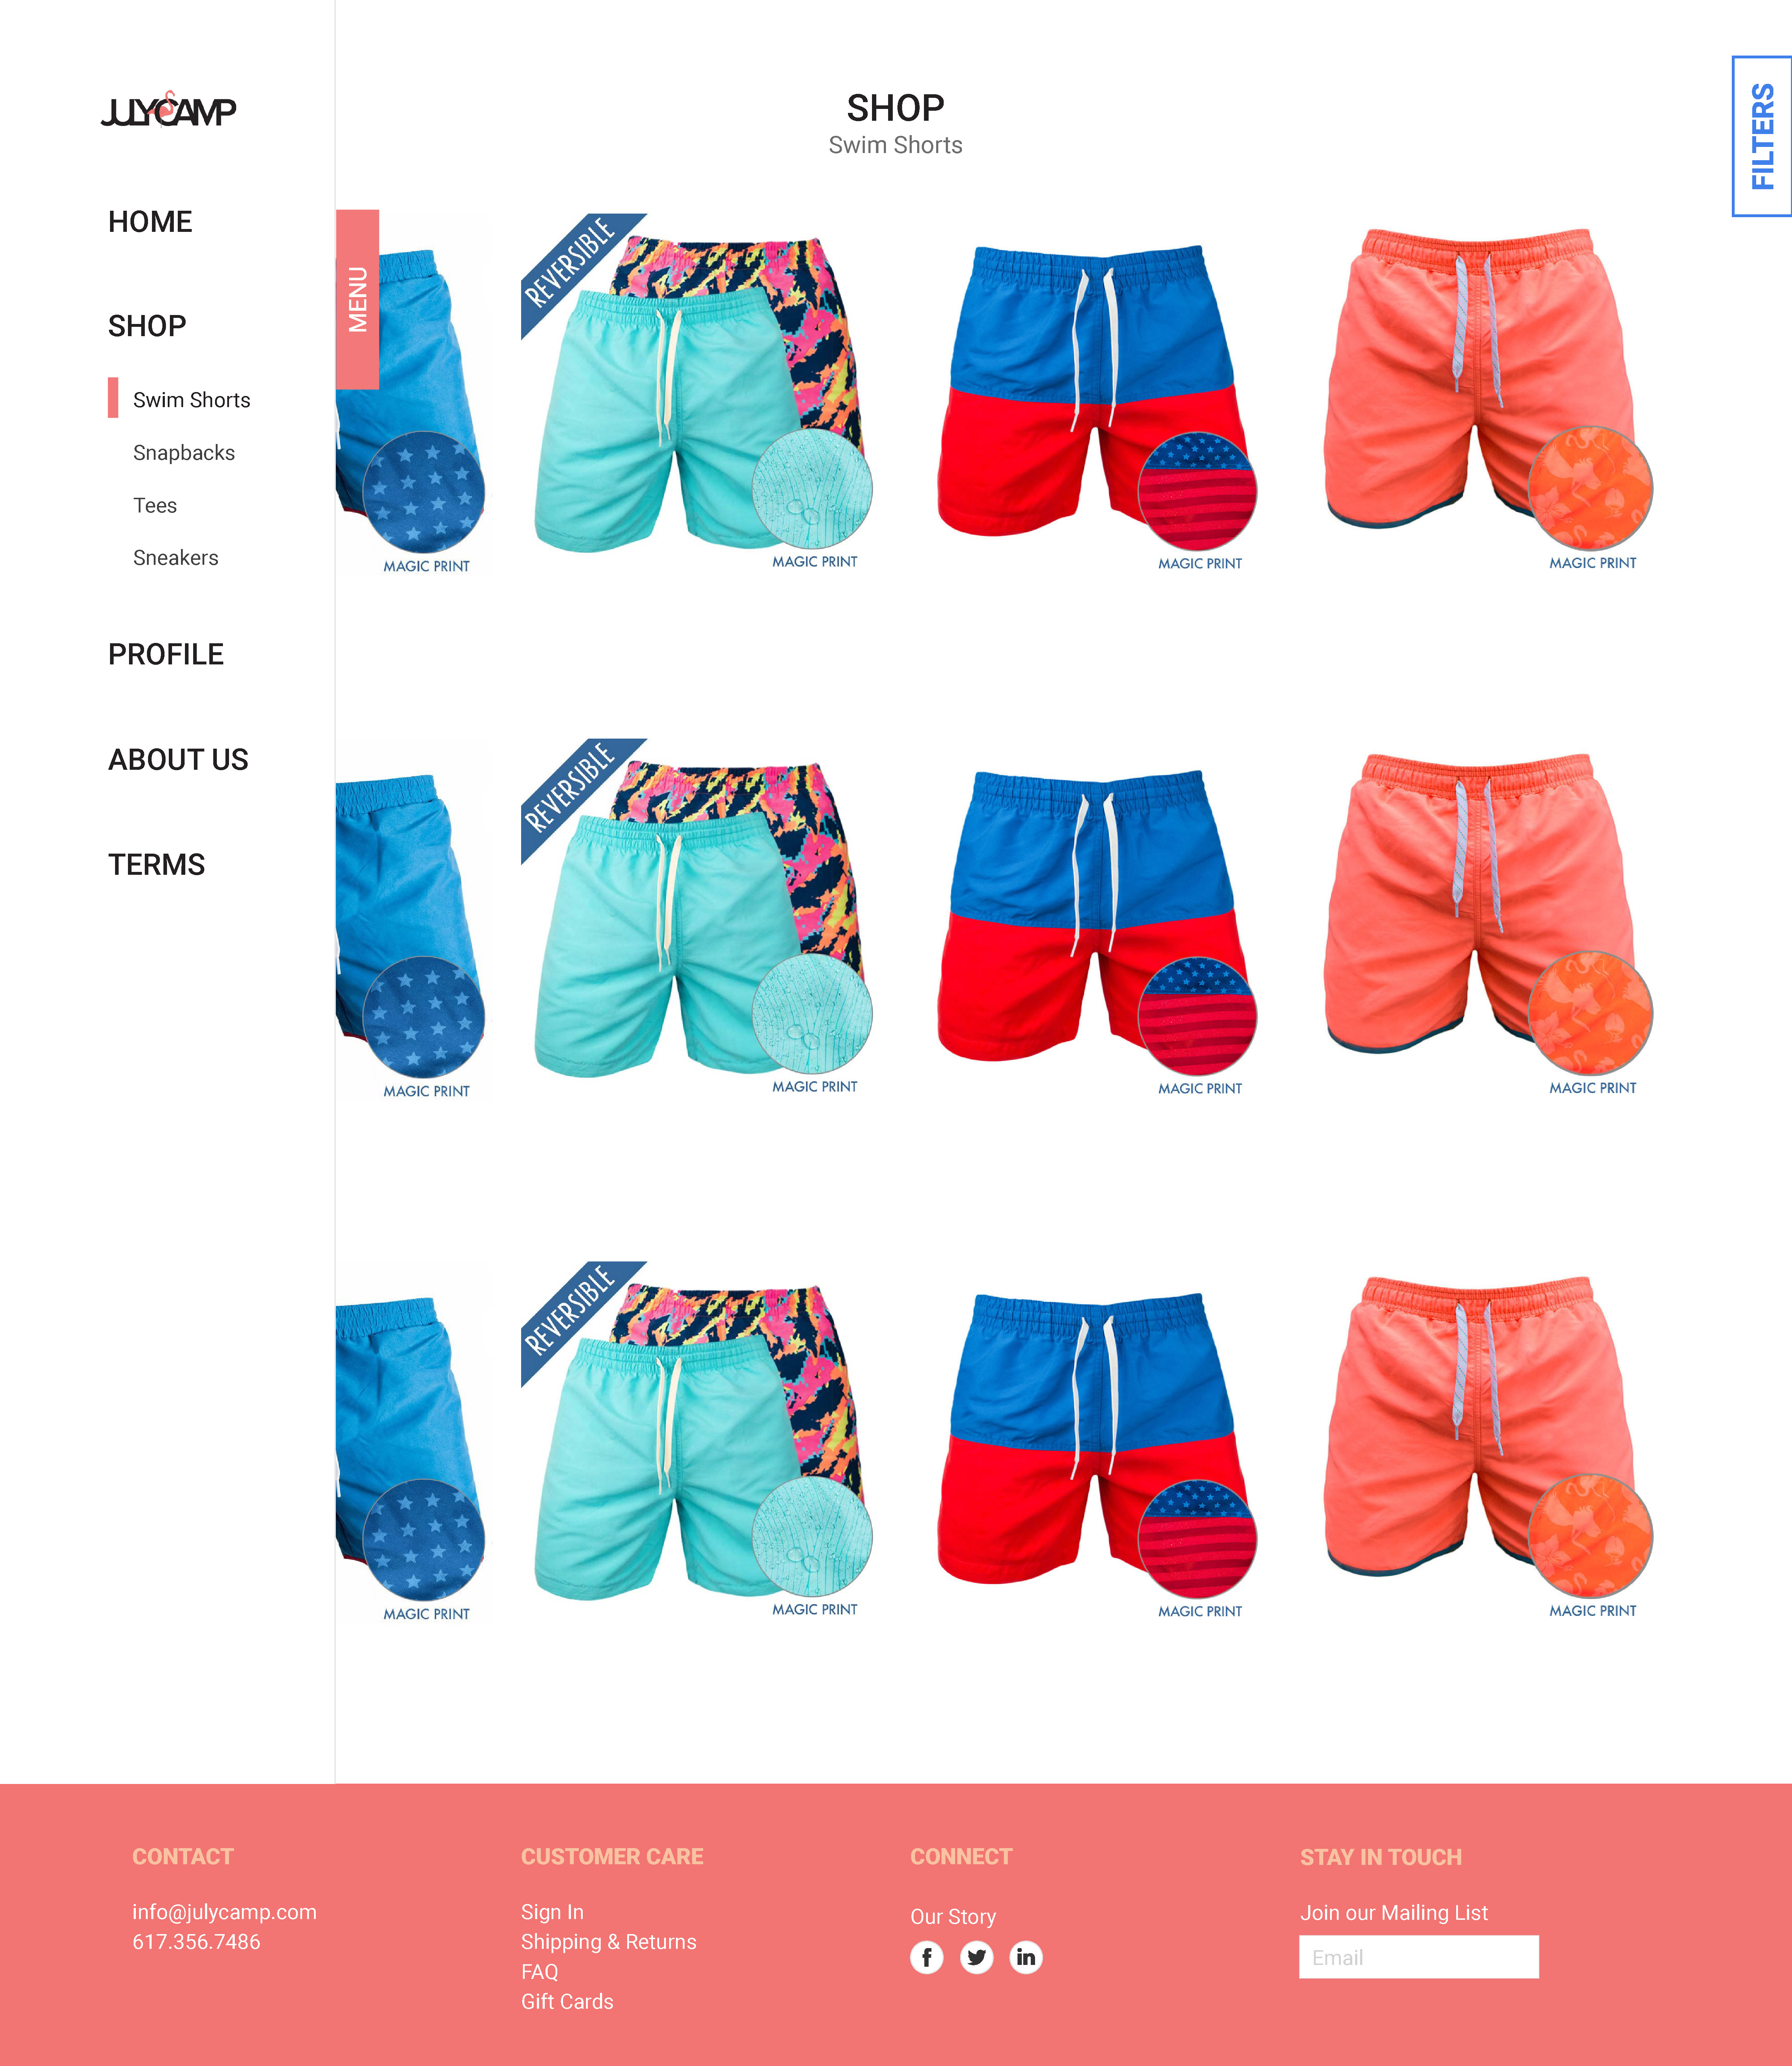 JULYCAMP
HOME
SHOP
Swim Shorts
Snapbacks
Tees
Sneakers
PROFILE
ABOUT US
TERMS
MENU
SHOP
Swim Shorts
FILTERS
MAGIC PRINT
REVERSIBLE
MAGIC PRINT
MAGIC PRINT
MAGIC PRINT
MAGIC PRINT
REVERSIBLE
MAGIC PRINT
MAGIC PRINT
MAGIC PRINT
MAGIC PRINT
REVERSIBLE
MAGIC PRINT
MAGIC PRINT
MAGIC PRINT
CONTACT
info@julycamp.com
617.356.7486
CUSTOMER CARE
Sign In
Shipping & Returns
FAQ
Gift Cards
CONNECT
Our Story
STAY IN TOUCH
Join our Mailing List
Email